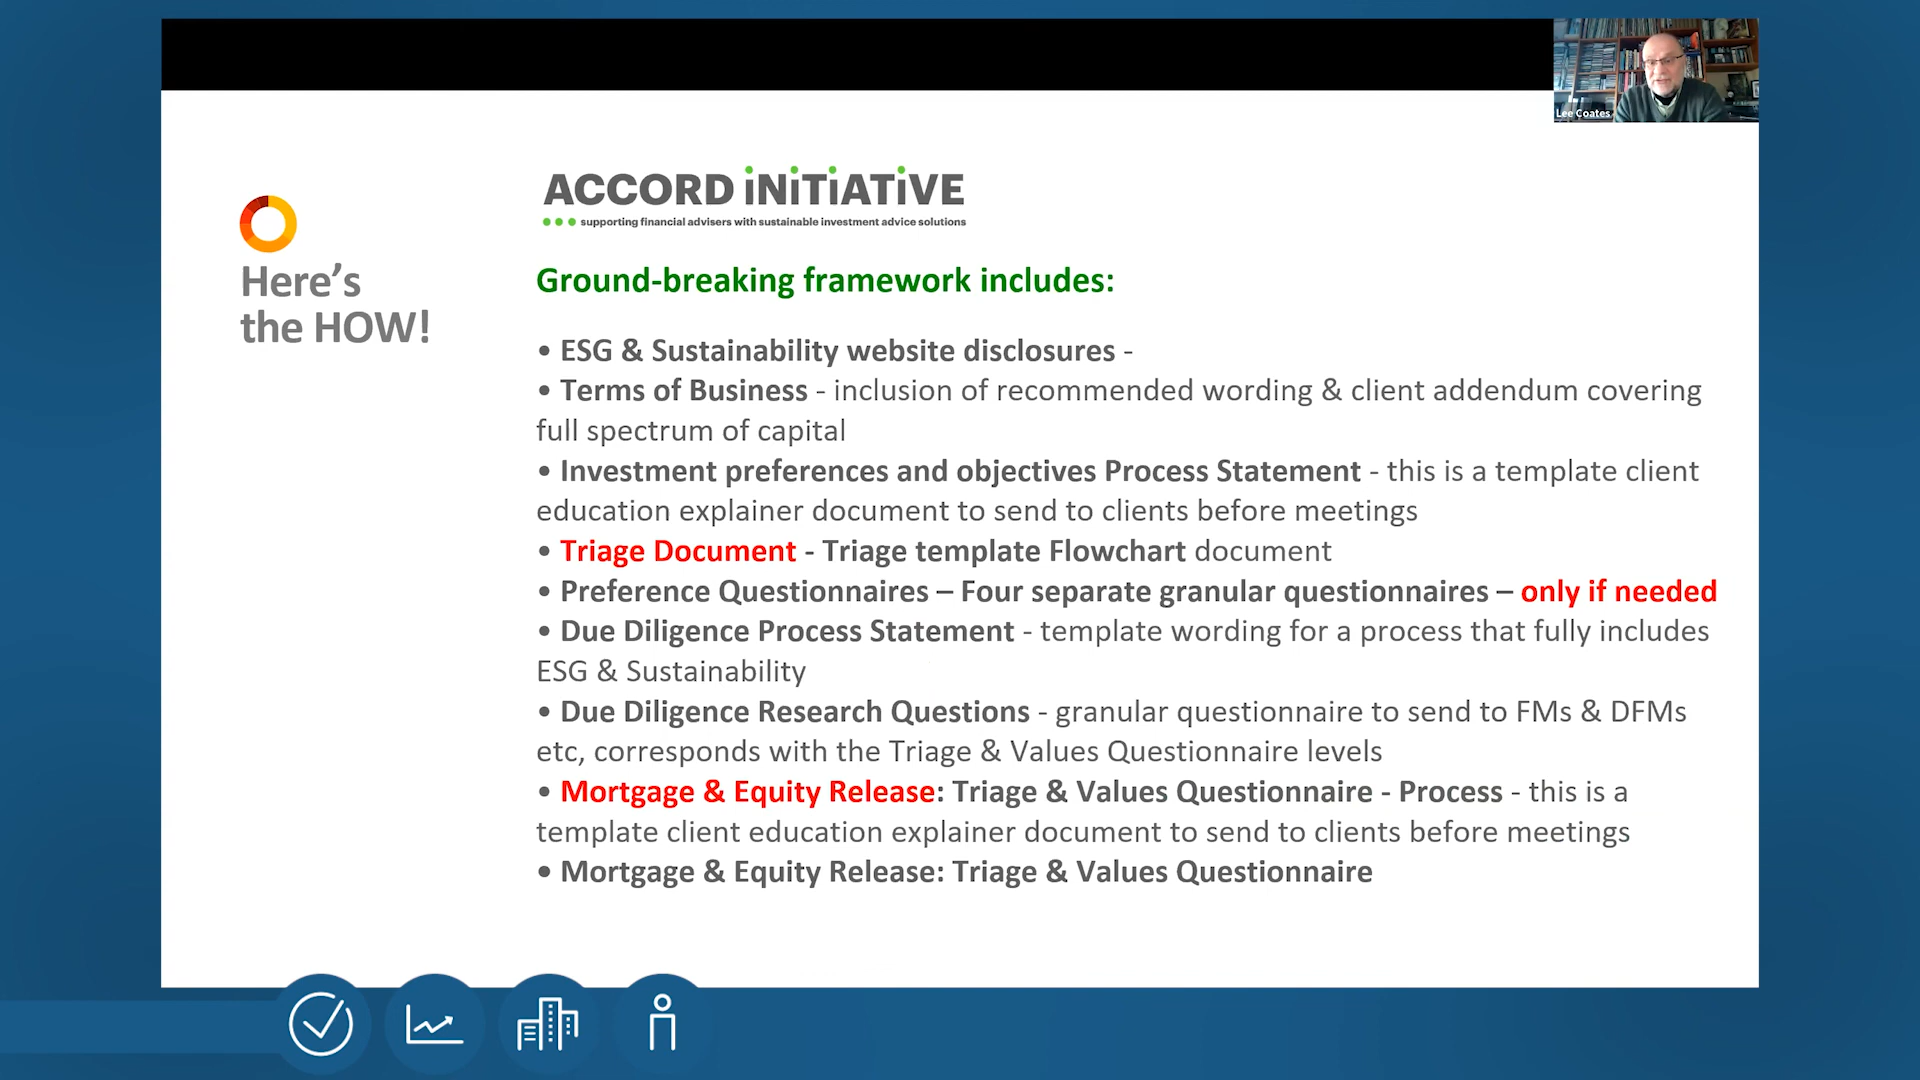 Lee Coates
ACCORD iNiTiATiVE
supporting financial advisers with sustainable investment advice solutions
Here's
the HOW!
Ground-breaking framework includes:
• ESG & Sustainability website disclosures -
• Terms of Business - inclusion of recommended wording & client addendum covering
full spectrum of capital
• Investment preferences and objectives Process Statement - this is a template client
education explainer document to send to clients before meetings
• Triage Document - Triage template Flowchart document
• Preference Questionnaires – Four separate granular questionnaires – only if needed
• Due Diligence Process Statement - template wording for a process that fully includes
ESG & Sustainability
• Due Diligence Research Questions - granular questionnaire to send to FMs & DFMs
etc, corresponds with the Triage & Values Questionnaire levels
• Mortgage & Equity Release: Triage & Values Questionnaire - Process - this is a
template client education explainer document to send to clients before meetings
• Mortgage & Equity Release: Triage & Values Questionnaire